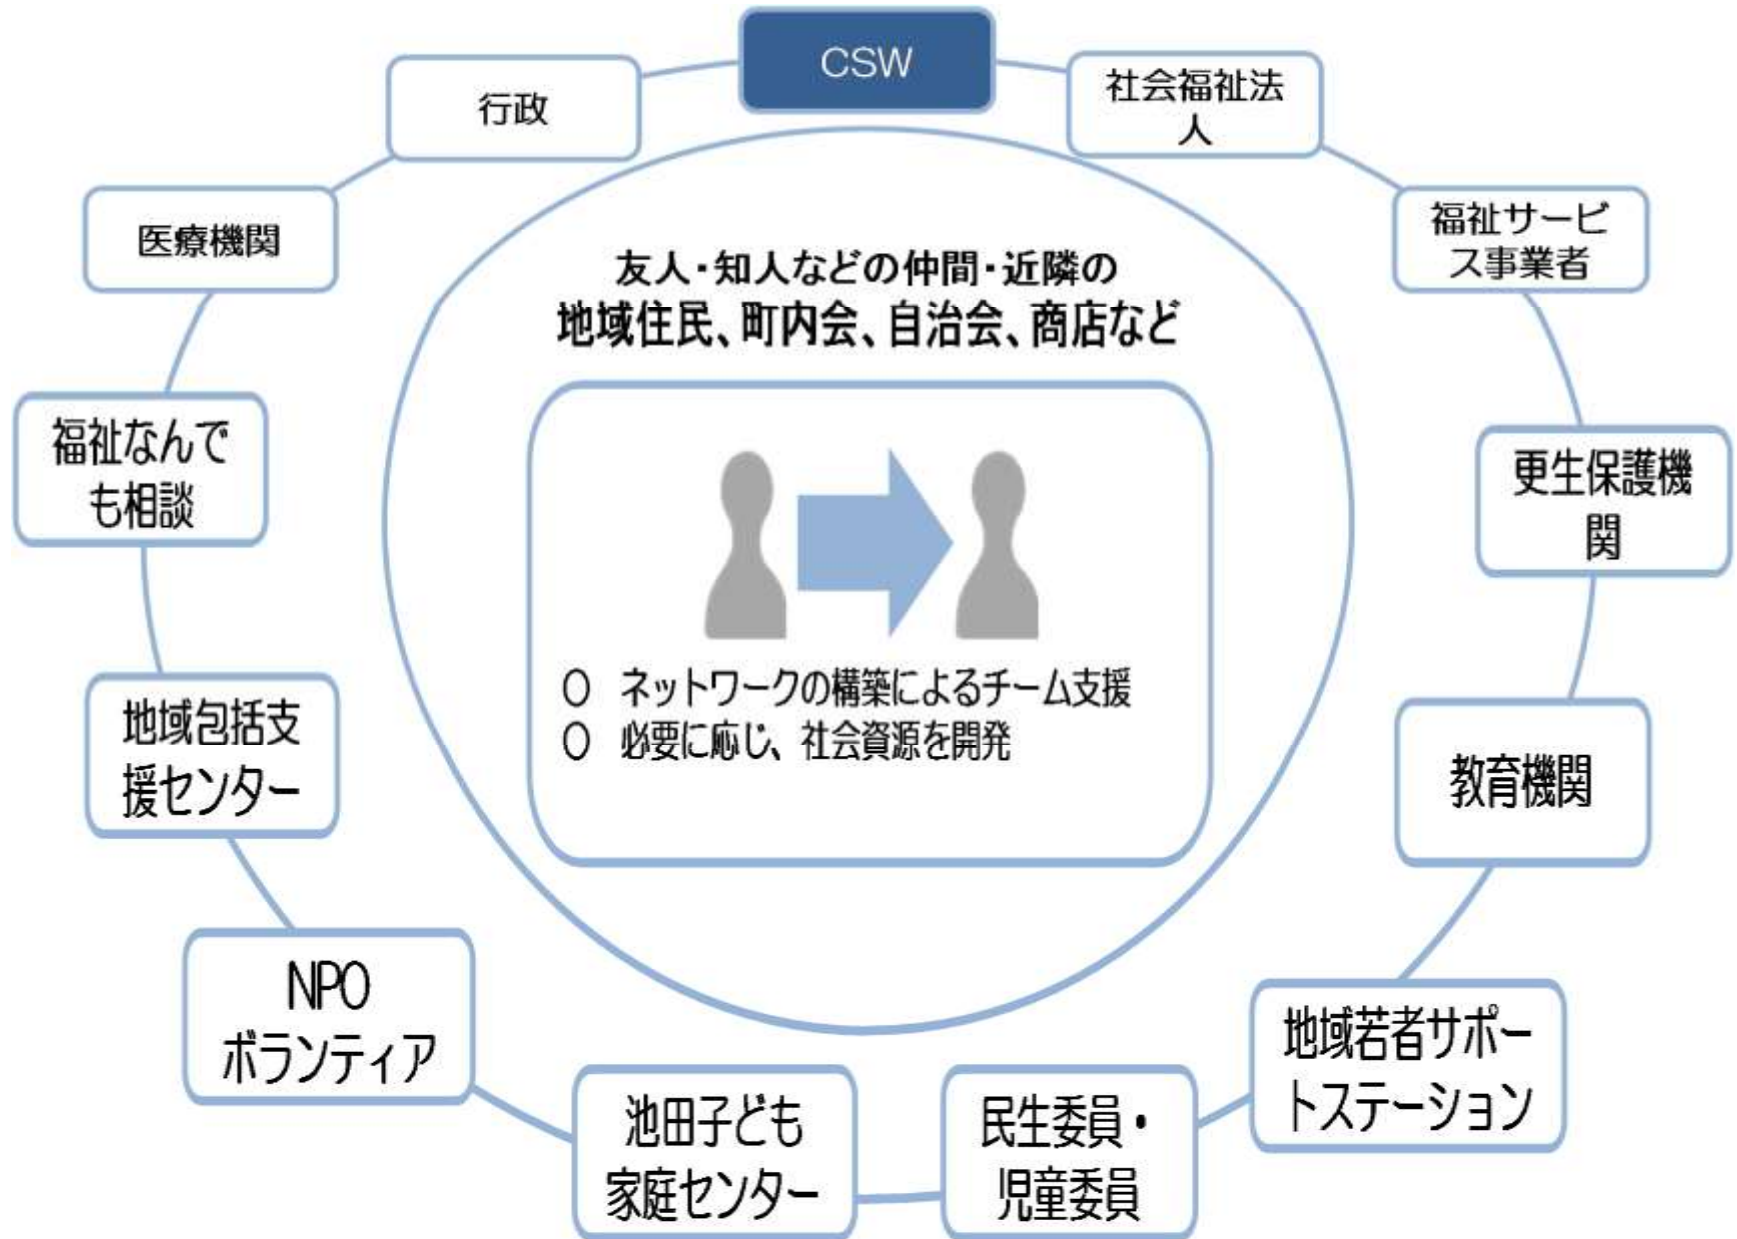 CSW
行政
社会福祉法
人
医療機関
福祉サービ
ス事業者
友人・知人などの仲間・近隣の
地域住民、町内会、自治会、商店など
福祉なんで
も相談
更生保護機
関
○ ネットワークの構築によるチーム支援
○ 必要に応じ、社会資源を開発
地域包括支
援センター
教育機関
NPO
ボランティア
地域若者サポー
トステーション
池田子ども
家庭センター
民生委員・
児童委員